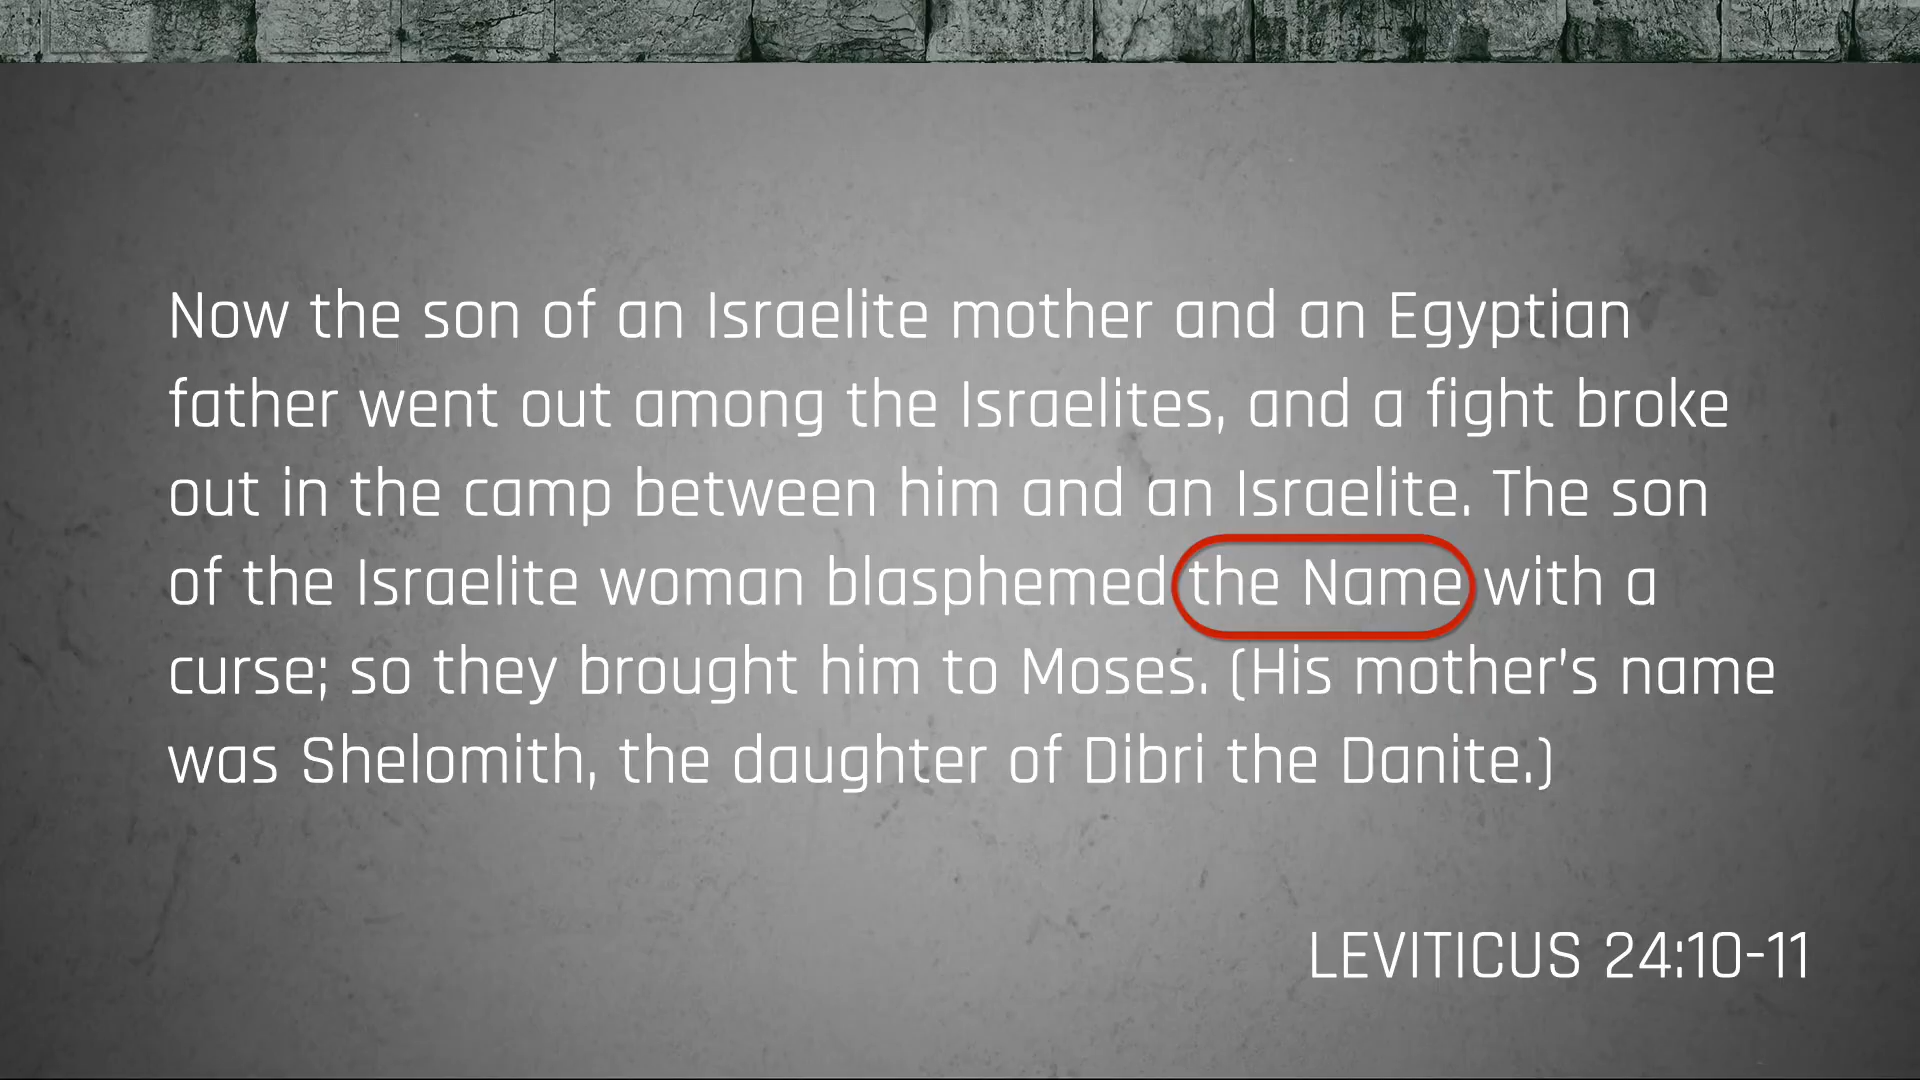 Now the son of an Israelite mother and an Egyptian
father went out among the Israelites, and a fight broke
out in the camp between him and an Israelite. The son
of the Israelite woman blasphemed the Name with a
curse; so they brought him to Moses. (His mother's name
was Shelomith, the daughter of Dibri the Danite.)
LEVITICUS 24:10-11